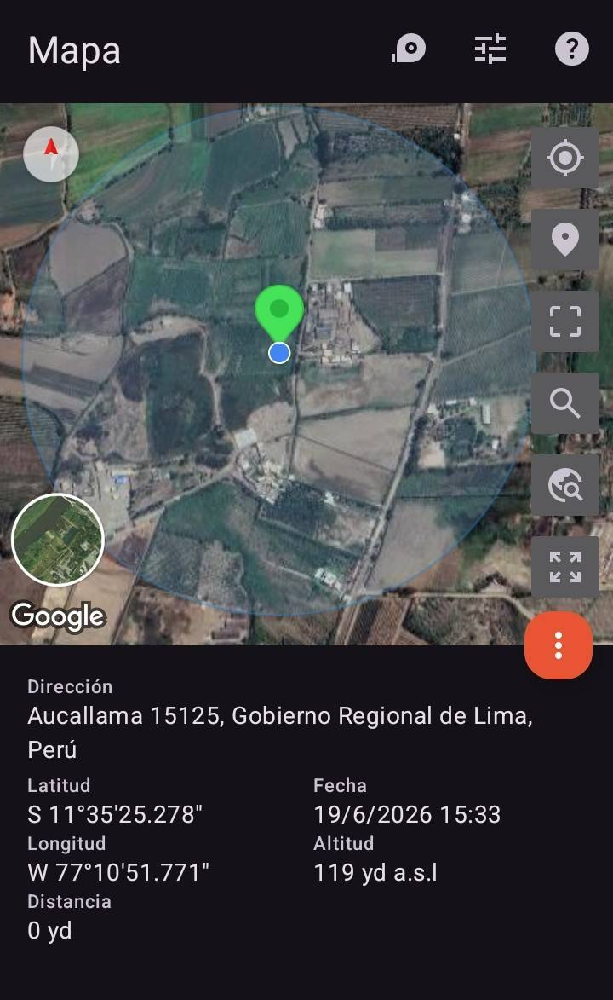 Mapa
Google
Dirección
Aucallama 15125, Gobierno Regional de Lima,
Perú
Latitud
S 11°35'25.278"
Fecha
19/6/2026 15:33
Longitud
W 77°10'51.771"
Altitud
119 yd a.s.l
Distancia
0 yd